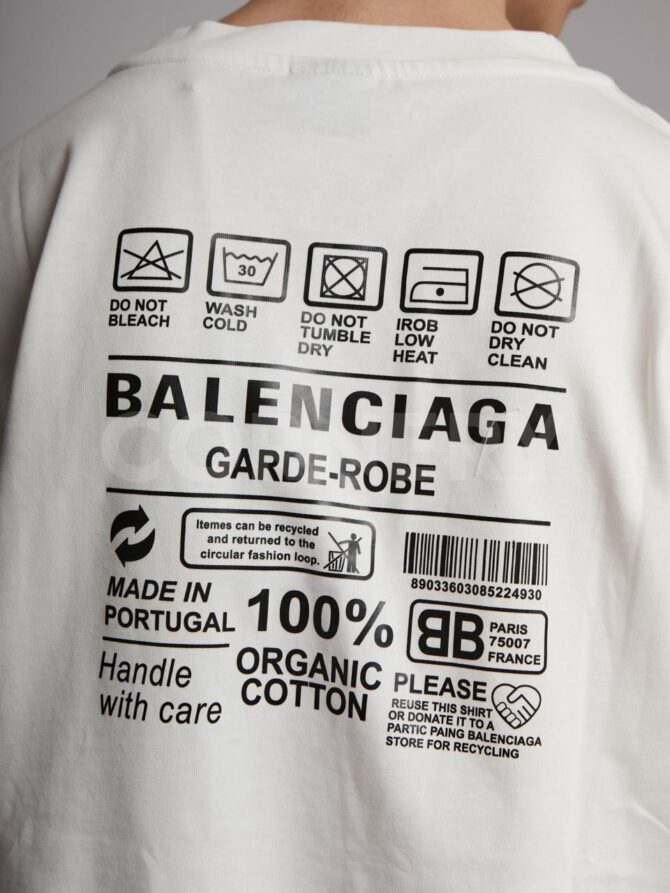 30
DO NOT
BLEACH
WASH
COLD
DO NOT
TUMBLE
DRY
IROB
LOW
HEAT
DO NOT
DRY
CLEAN
BALENCIAGA
GARDE-ROBE
Itemes can be recycled
and returned to the
circular fashion loop.
89033603085224930
MADE IN
PORTUGAL
100%
ORGANIC
COTTON
BB
PARIS
75007
FRANCE
Handle
with care
PLEASE
REUSE THIS SHIRT
OR DONATE IT TO A
PARTIC PAING BALENCIAGA
STORE FOR RECYCLING